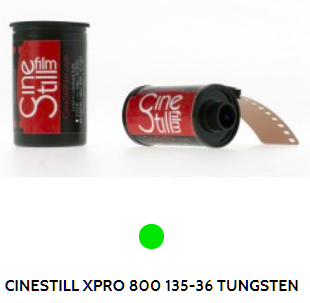 Cine
film
Still
Cine
Still
film
CINESTILL XPRO 800 135-36 TUNGSTEN